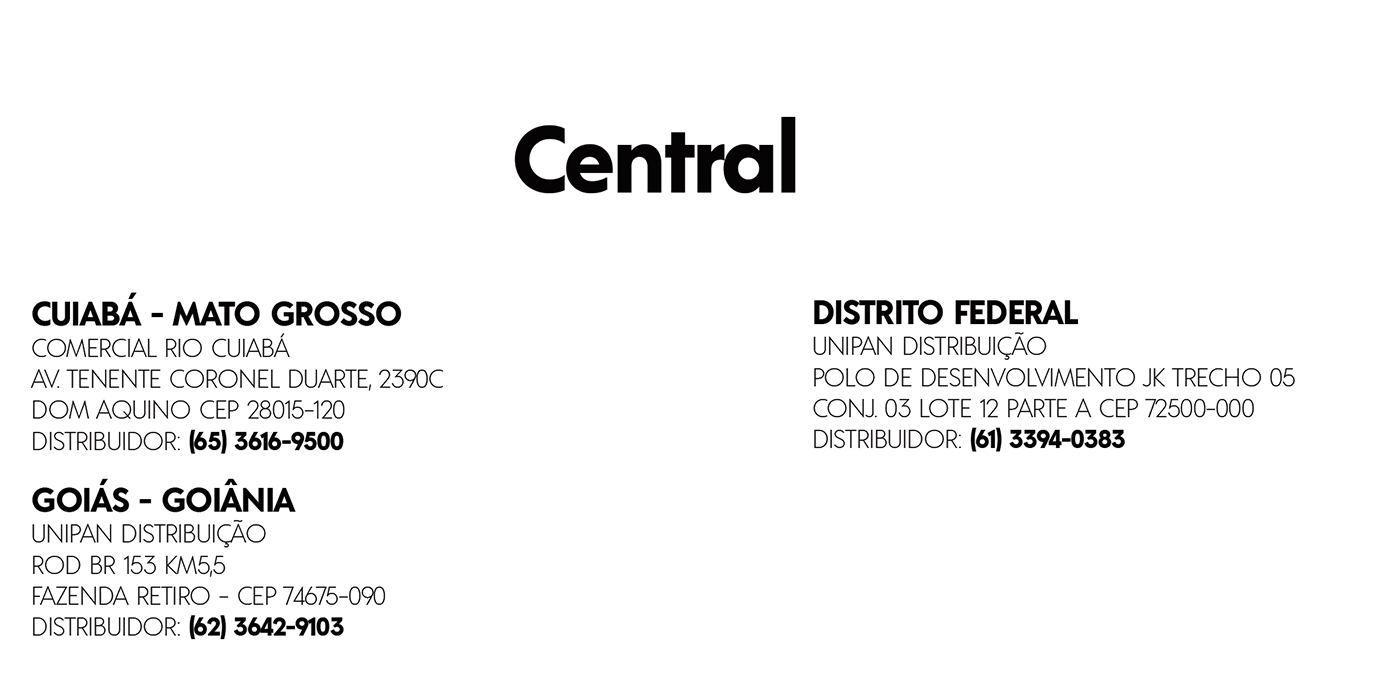 Central
CUIABÁ - MATO GROSSO
COMERCIAL RIO CUIABÁ
AV. TENENTE CORONEL DUARTE, 2390C
DOM AQUINO CEP 28015-120
DISTRIBUIDOR: (65) 3616-9500
GOIÁS - GOIÂNIA
UNIPAN DISTRIBUIÇÃO
ROD BR 153 KM5,5
FAZENDA RETIRO - CEP 74675-090
DISTRIBUIDOR: (62) 3642-9103
DISTRITO FEDERAL
UNIPAN DISTRIBUIÇÃO
POLO DE DESENVOLVIMENTO JK TRECHO 05
CONJ. 03 LOTE 12 PARTE A CEP 72500-000
DISTRIBUIDOR: (61) 3394-0383